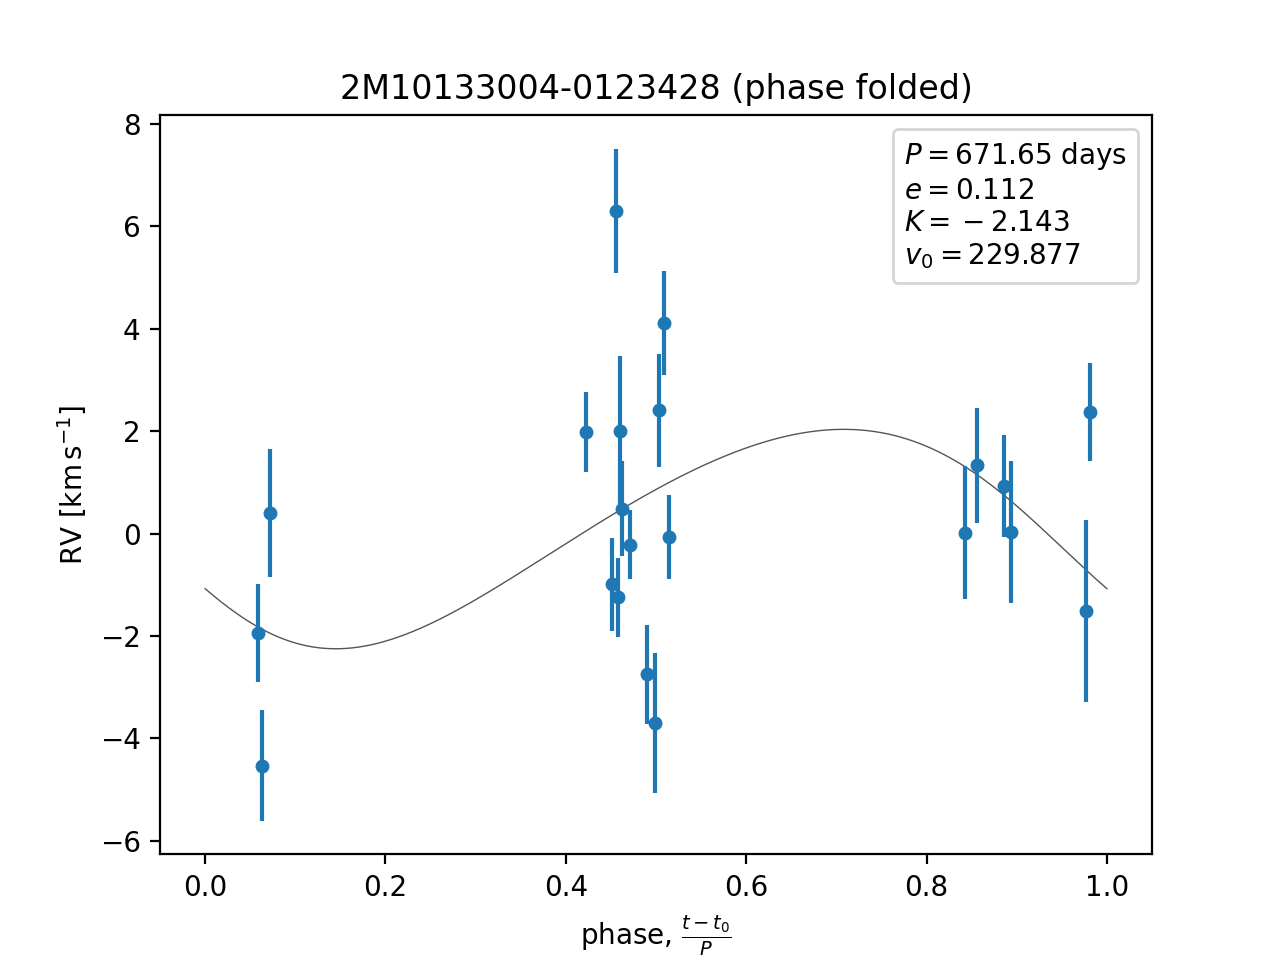 2M10133004-0123428 (phase folded)
P = 671.65 days
e = 0.112
K = −2.143
v₀ = 229.877
8
6
4
2
0
−2
−4
−6
RV [km s⁻¹]
0.0 0.2 0.4 0.6 0.8 1.0
phase, (t − t₀)/P